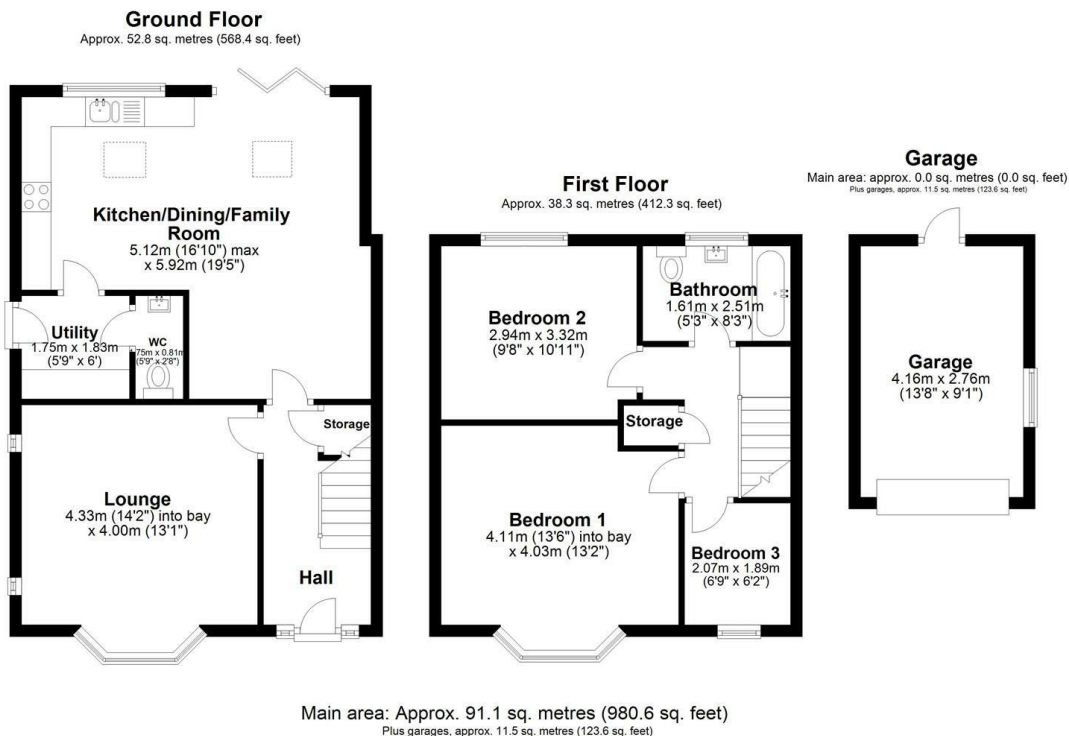 Ground Floor
Approx. 52.8 sq. metres (568.4 sq. feet)
Kitchen/Dining/Family
Room
5.12m (16'10") max
x 5.92m (19'5")
Utility
1.75m x 1.83m
(5'9" x 6')
WC
75m x 0.81m
(5'9" x 2'8")
Storage
Lounge
4.33m (14'2") into bay
x 4.00m (13'1")
Hall
First Floor
Approx. 38.3 sq. metres (412.3 sq. feet)
Bedroom 2
2.94m x 3.32m
(9'8" x 10'11")
Bathroom
1.61m x 2.51m
(5'3" x 8'3")
Storage
Bedroom 1
4.11m (13'6") into bay
x 4.03m (13'2")
Bedroom 3
2.07m x 1.89m
(6'9" x 6'2")
Garage
Main area: approx. 0.0 sq. metres (0.0 sq. feet)
Plus garages, approx. 11.5 sq. metres (123.6 sq. feet)
Garage
4.16m x 2.76m
(13'8" x 9'1")
Main area: Approx. 91.1 sq. metres (980.6 sq. feet)
Plus garages, approx. 11.5 sq. metres (123.6 sq. feet)